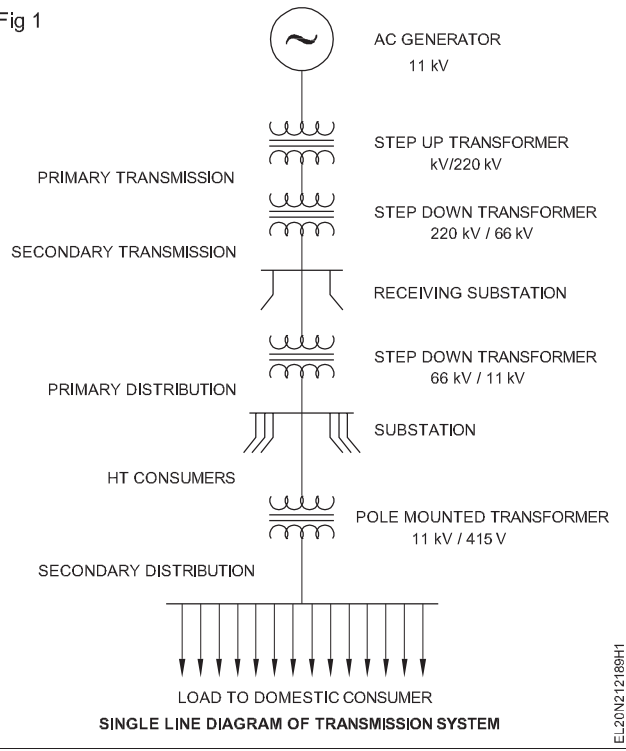 Fig 1
AC GENERATOR
11 kV
STEP UP TRANSFORMER
kV/220 kV
PRIMARY TRANSMISSION
STEP DOWN TRANSFORMER
220 kV / 66 kV
SECONDARY TRANSMISSION
RECEIVING SUBSTATION
STEP DOWN TRANSFORMER
66 kV / 11 kV
PRIMARY DISTRIBUTION
SUBSTATION
HT CONSUMERS
POLE MOUNTED TRANSFORMER
11 kV / 415 V
SECONDARY DISTRIBUTION
LOAD TO DOMESTIC CONSUMER
SINGLE LINE DIAGRAM OF TRANSMISSION SYSTEM
EL20N212189H1